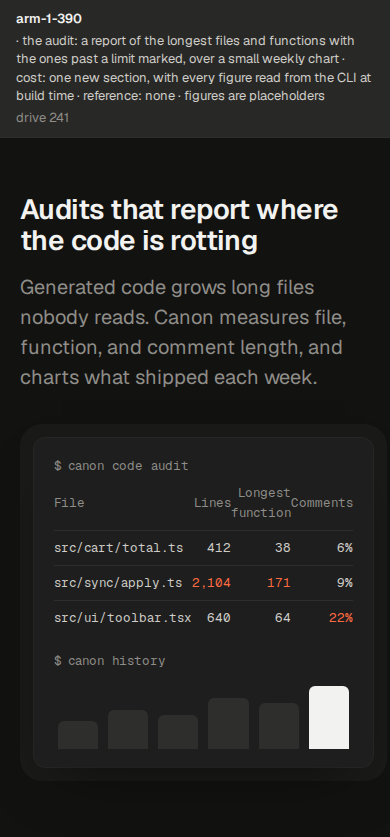 arm-1-390
· the audit: a report of the longest files and functions with
the ones past a limit marked, over a small weekly chart ·
cost: one new section, with every figure read from the CLI at
build time · reference: none · figures are placeholders
drive 241
Audits that report where
the code is rotting
Generated code grows long files
nobody reads. Canon measures file,
function, and comment length, and
charts what shipped each week.
$ canon code audit
File Lines Longest function Comments
src/cart/total.ts 412 38 6%
src/sync/apply.ts 2,104 171 9%
src/ui/toolbar.tsx 640 64 22%
$ canon history